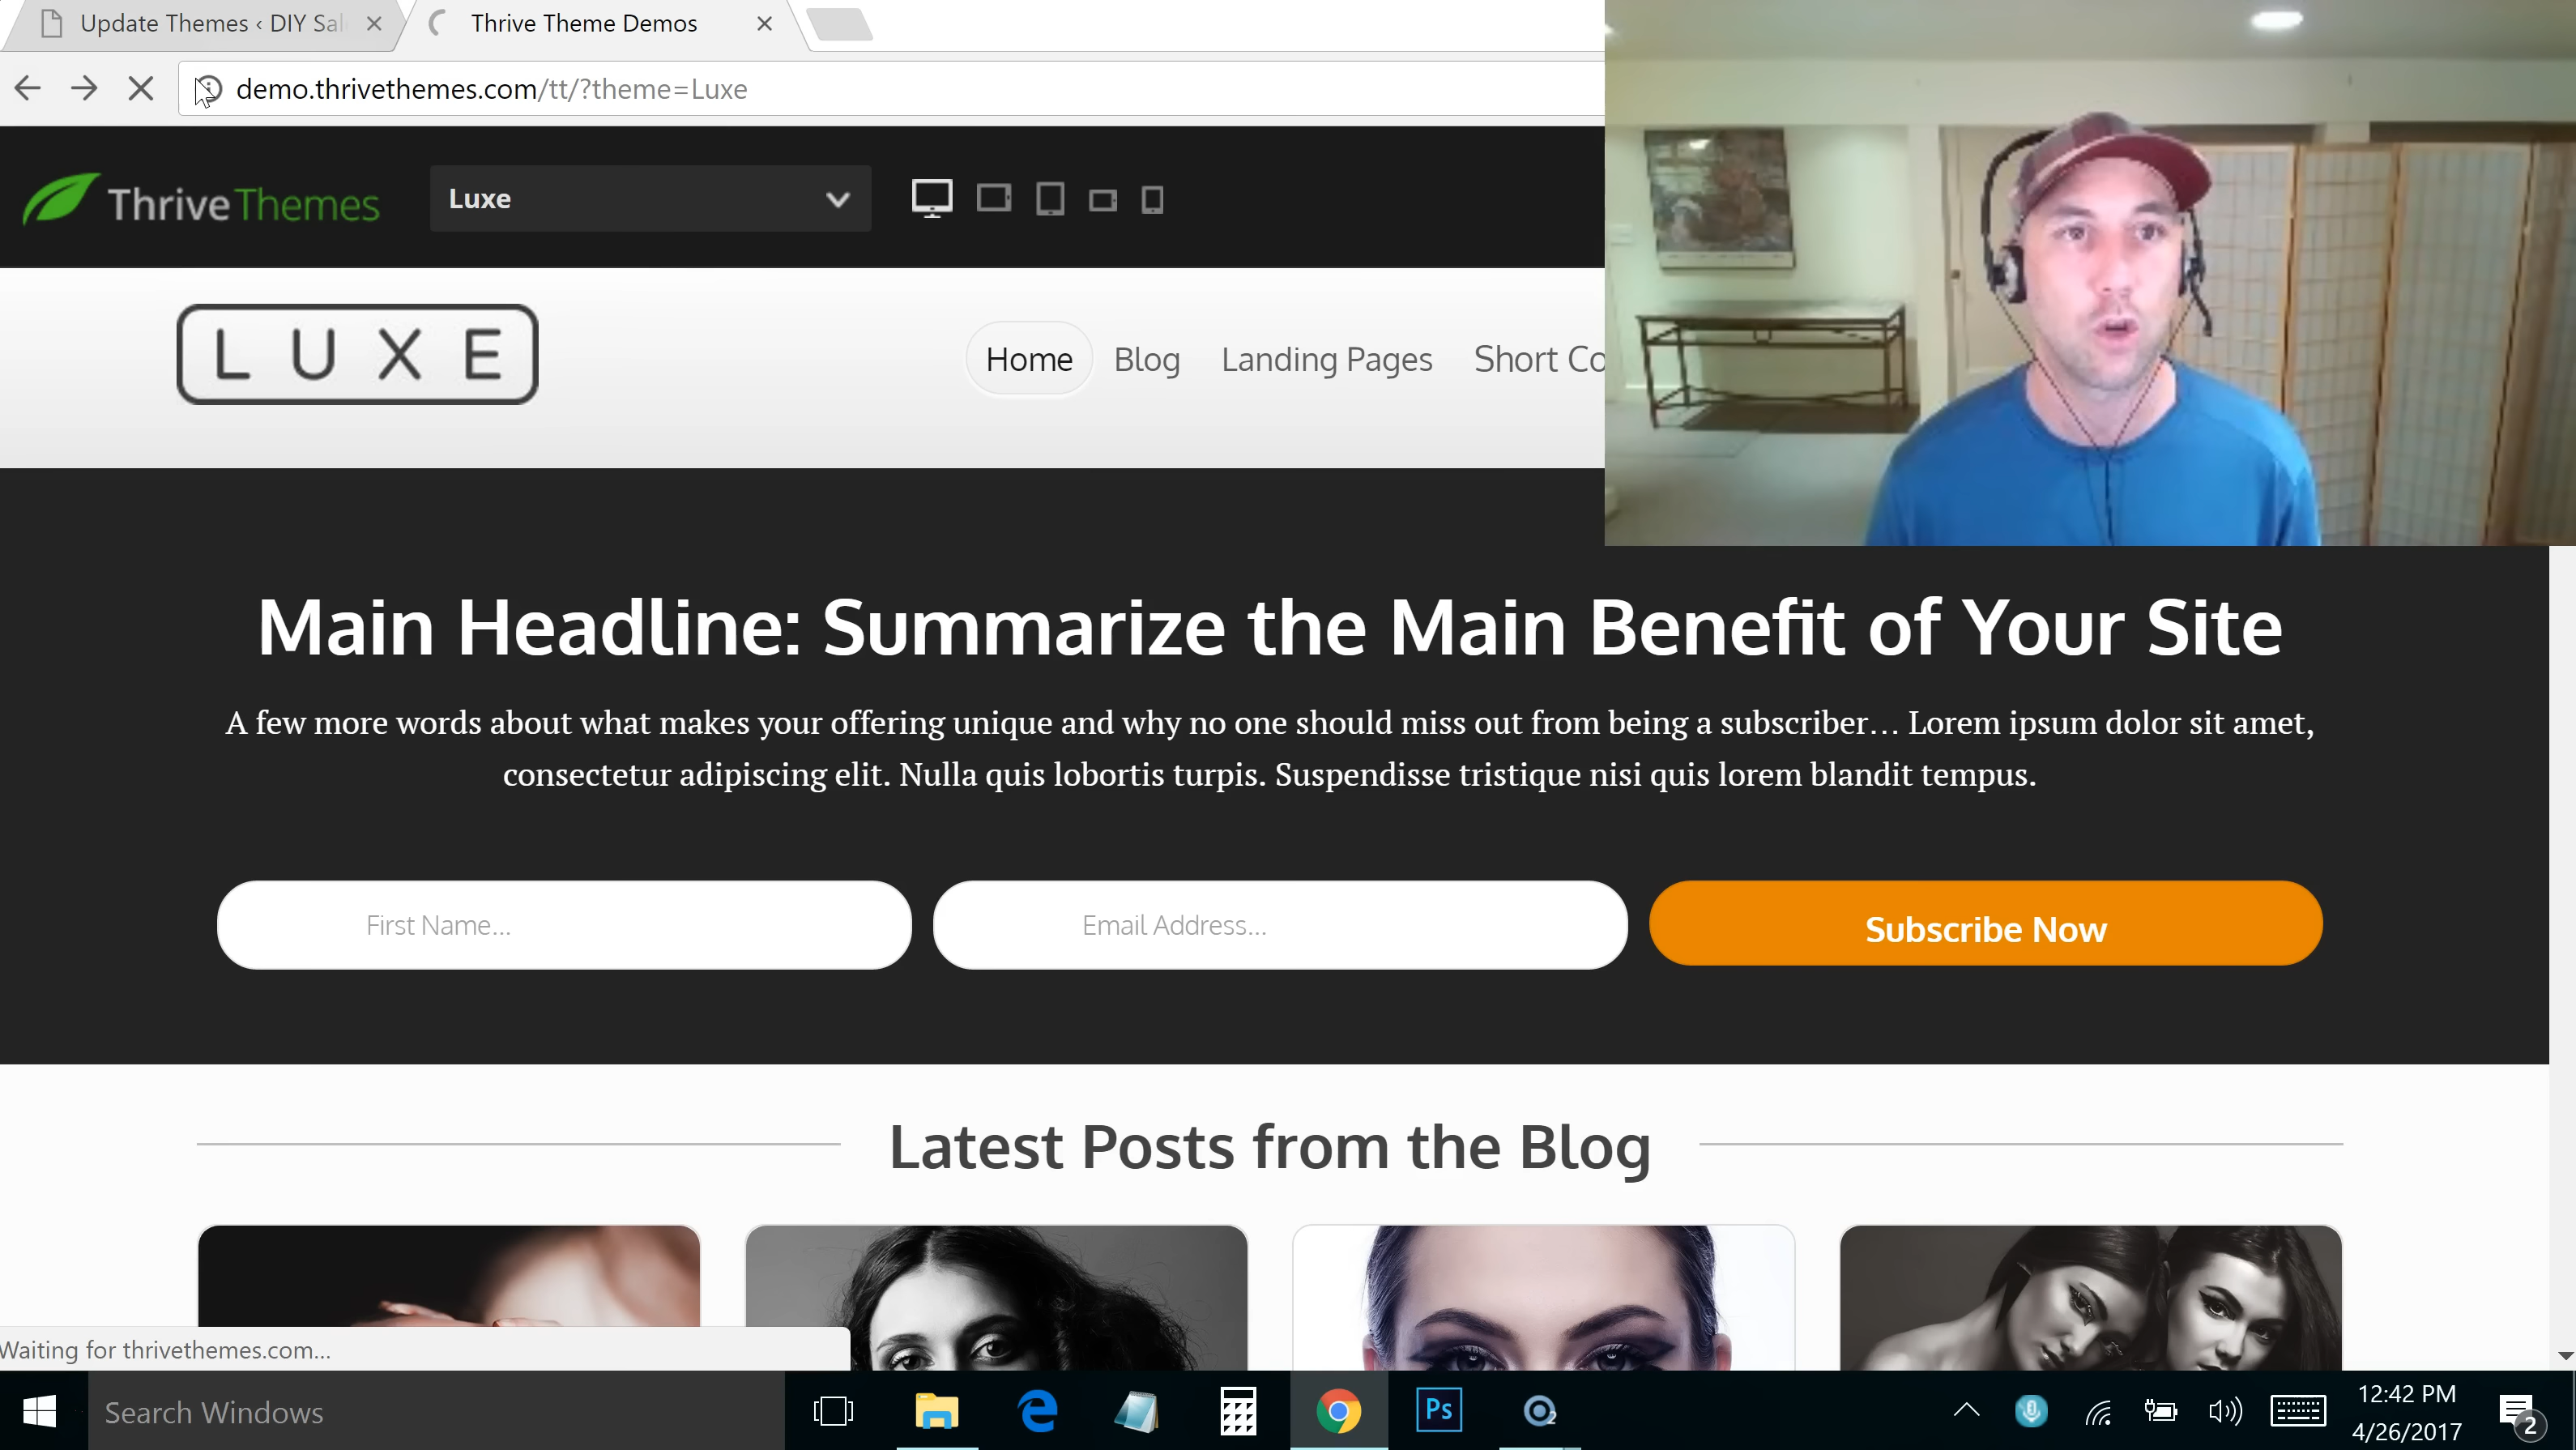 Update Themes ‹ DIY Sal
Thrive Theme Demos
demo.thrivethemes.com/tt/?theme=Luxe
ThriveThemes
Luxe
LUXE
Home
Blog
Landing Pages
Short Co
Main Headline: Summarize the Main Benefit of Your Site
A few more words about what makes your offering unique and why no one should miss out from being a subscriber… Lorem ipsum dolor sit amet,
consectetur adipiscing elit. Nulla quis lobortis turpis. Suspendisse tristique nisi quis lorem blandit tempus.
First Name...
Email Address...
Subscribe Now
Latest Posts from the Blog
Waiting for thrivethemes.com...
Search Windows
Ps
2
12:42 PM
4/26/2017
2